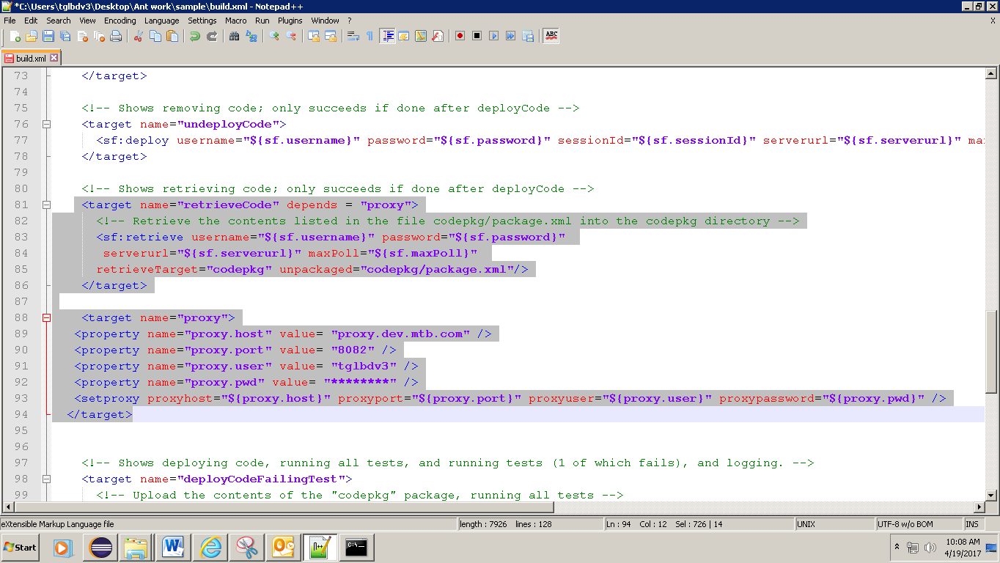 *C:\Users\tglbdv3\Desktop\Ant work\sample\build.xml - Notepad++
File Edit Search View Encoding Language Settings Macro Run Plugins Window ? X
ABC
build.xml
73 </target>
74
75 <!-- Shows removing code; only succeeds if done after deployCode -->
76 <target name="undeployCode">
77 <sf:deploy username="${sf.username}" password="${sf.password}" sessionId="${sf.sessionId}" serverurl="${sf.serverurl}" ma
78 </target>
79
80 <!-- Shows retrieving code; only succeeds if done after deployCode -->
81 <target name="retrieveCode" depends = "proxy">
82 <!-- Retrieve the contents listed in the file codepkg/package.xml into the codepkg directory -->
83 <sf:retrieve username="${sf.username}" password="${sf.password}"
84 serverurl="${sf.serverurl}" maxPoll="${sf.maxPoll}"
85 retrieveTarget="codepkg" unpackaged="codepkg/package.xml"/>
86 </target>
87
88 <target name="proxy">
89 <property name="proxy.host" value= "proxy.dev.mtb.com" />
90 <property name="proxy.port" value= "8082" />
91 <property name="proxy.user" value= "tglbdv3" />
92 <property name="proxy.pwd" value= "********" />
93 <setproxy proxyhost="${proxy.host}" proxyport="${proxy.port}" proxyuser="${proxy.user}" proxypassword="${proxy.pwd}" />
94 </target>
95
96
97 <!-- Shows deploying code, running all tests, and running tests (1 of which fails), and logging. -->
98 <target name="deployCodeFailingTest">
99 <!-- Upload the contents of the "codepkg" package, running all tests -->
eXtensible Markup Language file length : 7926 lines : 128 Ln : 94 Col : 12 Sel : 726 | 14 UNIX UTF-8 w/o BOM INS
Start
10:08 AM
4/19/2017